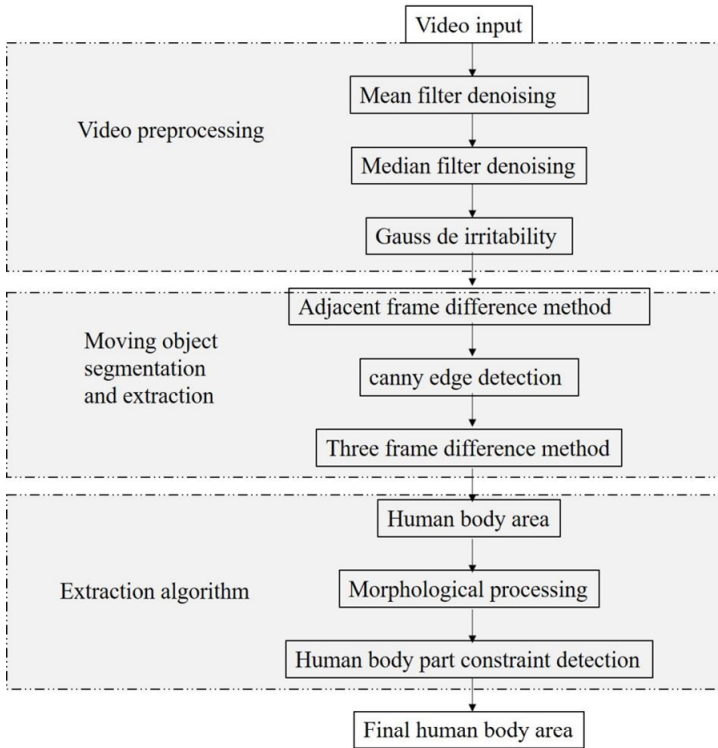 Video input
Mean filter denoising
Video preprocessing
Median filter denoising
Gauss de irritability
Adjacent frame difference method
Moving object
segmentation
and extraction
canny edge detection
Three frame difference method
Human body area
Extraction algorithm
Morphological processing
Human body part constraint detection
Final human body area